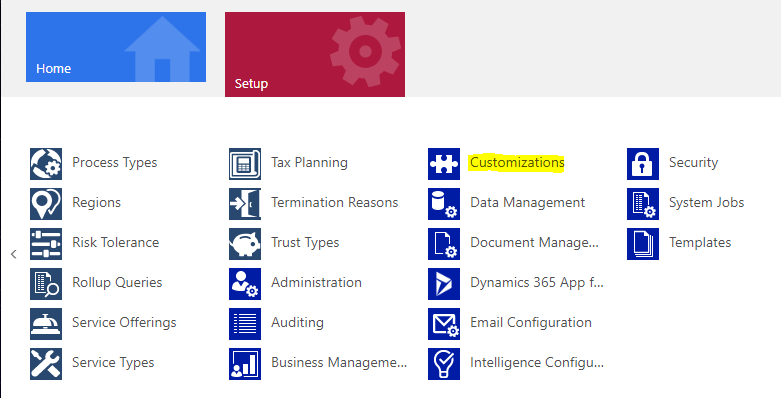 Home
Setup
Process Types
Regions
Risk Tolerance
Rollup Queries
Service Offerings
Service Types
Tax Planning
Termination Reasons
Trust Types
Administration
Auditing
Business Manageme...
Customizations
Data Management
Document Manage...
Dynamics 365 App f...
Email Configuration
Intelligence Configu...
Security
System Jobs
Templates